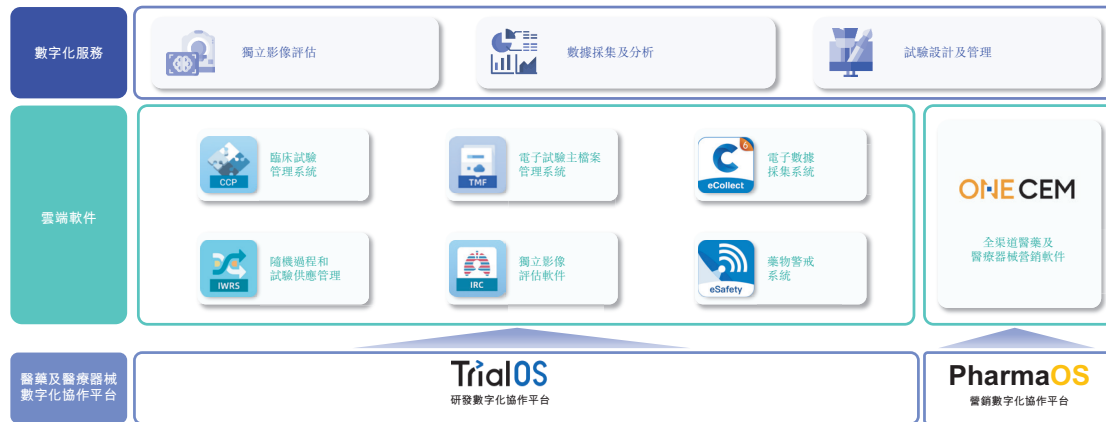 數字化服務
獨立影像評估
數據採集及分析
試驗設計及管理
雲端軟件
CCP
臨床試驗
管理系統
TMF
電子試驗主檔案
管理系統
6
eCollect
電子數據
採集系統
IWRS
隨機過程和
試驗供應管理
IRC
獨立影像
評估軟件
eSafety
藥物警戒
系統
ONE CEM
全渠道醫藥及
醫療器械營銷軟件
醫藥及醫療器械
數字化協作平台
TrialOS
研發數字化協作平台
PharmaOS
營銷數字化協作平台